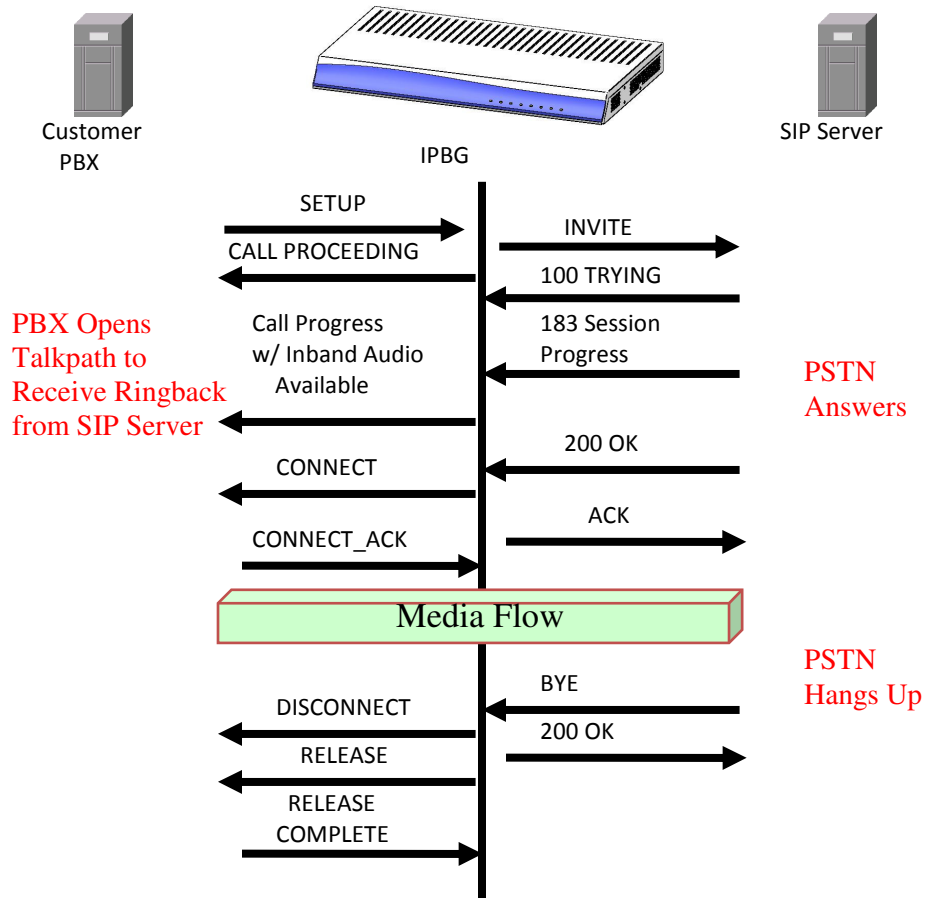 Customer
PBX
IPBG
SIP Server
SETUP
INVITE
CALL PROCEEDING
100 TRYING
PBX Opens
Talkpath to
Receive Ringback
from SIP Server
Call Progress
w/ Inband Audio
Available
183 Session
Progress
PSTN
Answers
200 OK
CONNECT
ACK
CONNECT_ACK
Media Flow
PSTN
Hangs Up
BYE
DISCONNECT
200 OK
RELEASE
RELEASE
COMPLETE